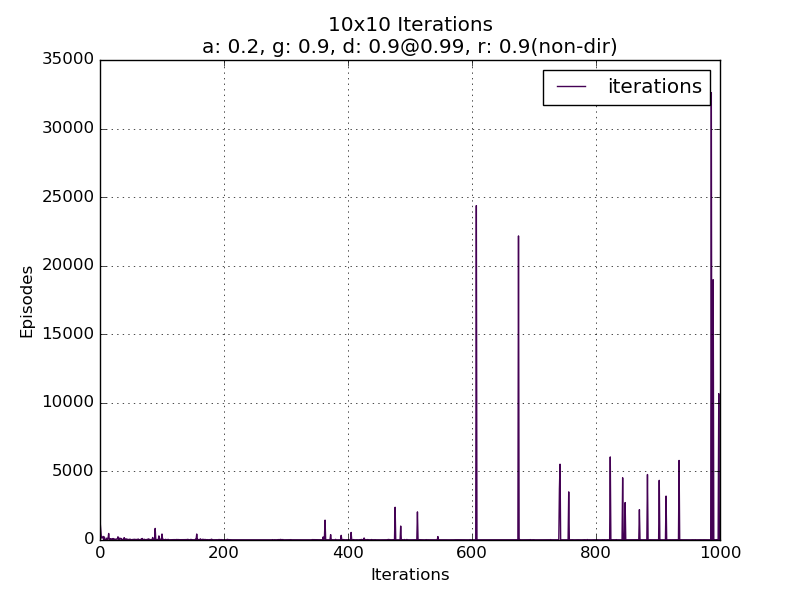 10x10 Iterations
a: 0.2, g: 0.9, d: 0.9@0.99, r: 0.9(non-dir)
35000
30000
25000
20000
15000
10000
5000
0
Episodes
iterations
0 200 400 600 800 1000
Iterations